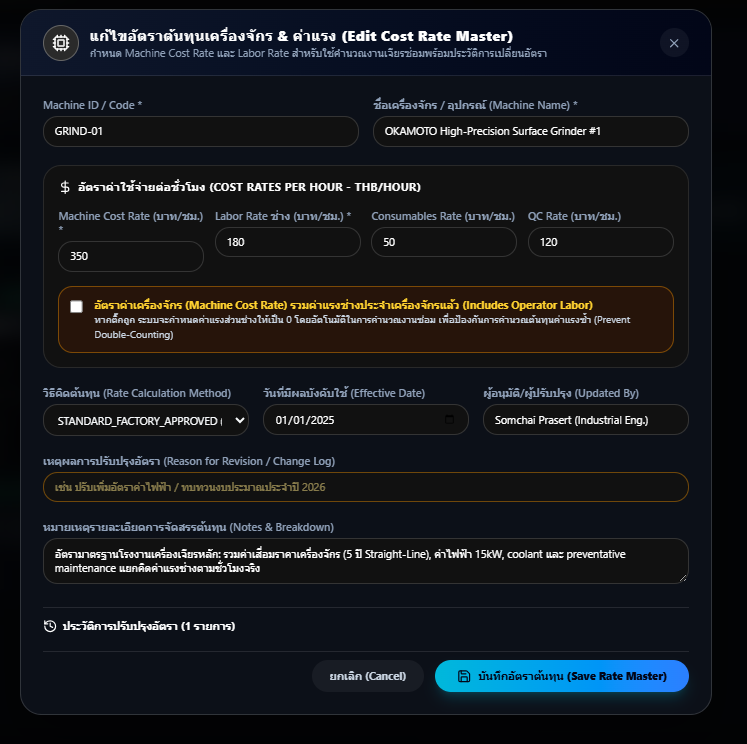 แก้ไขอัตราต้นทุนเครื่องจักร & ค่าแรง (Edit Cost Rate Master)
กำหนด Machine Cost Rate และ Labor Rate สำหรับใช้คำนวณงานเจียรซ่อมพร้อมประวัติการเปลี่ยนอัตรา
Machine ID / Code *
ชื่อเครื่องจักร / อุปกรณ์ (Machine Name) *
GRIND-01
OKAMOTO High-Precision Surface Grinder #1
$ อัตราค่าใช้จ่ายต่อชั่วโมง (COST RATES PER HOUR - THB/HOUR)
Machine Cost Rate (บาท/ชม.) *
Labor Rate ช่าง (บาท/ชม.) *
Consumables Rate (บาท/ชม.)
QC Rate (บาท/ชม.)
350
180
50
120
อัตราค่าเครื่องจักร (Machine Cost Rate) รวมค่าแรงช่างประจำเครื่องจักรแล้ว (Includes Operator Labor)
หากติ๊กถูก ระบบจะกำหนดค่าแรงส่วนช่างให้เป็น 0 โดยอัตโนมัติในการคำนวณงานซ่อม เพื่อป้องกันการคำนวณต้นทุนค่าแรงซ้ำ (Prevent
Double-Counting)
วิธีคิดต้นทุน (Rate Calculation Method)
วันที่มีผลบังคับใช้ (Effective Date)
ผู้อนุมัติ/ผู้ปรับปรุง (Updated By)
STANDARD_FACTORY_APPROVED (
01/01/2025
Somchai Prasert (Industrial Eng.)
เหตุผลการปรับปรุงอัตรา (Reason for Revision / Change Log)
เช่น ปรับเพิ่มอัตราค่าไฟฟ้า / ทบทวนงบประมาณประจำปี 2026
หมายเหตุรายละเอียดการจัดสรรต้นทุน (Notes & Breakdown)
อัตรามาตรฐานโรงงานเครื่องเจียรหลัก: รวมค่าเสื่อมราคาเครื่องจักร (5 ปี Straight-Line), ค่าไฟฟ้า 15kW, coolant และ preventative
maintenance แยกคิดค่าแรงช่างตามชั่วโมงจริง
ประวัติการปรับปรุงอัตรา (1 รายการ)
ยกเลิก (Cancel)
บันทึกอัตราต้นทุน (Save Rate Master)